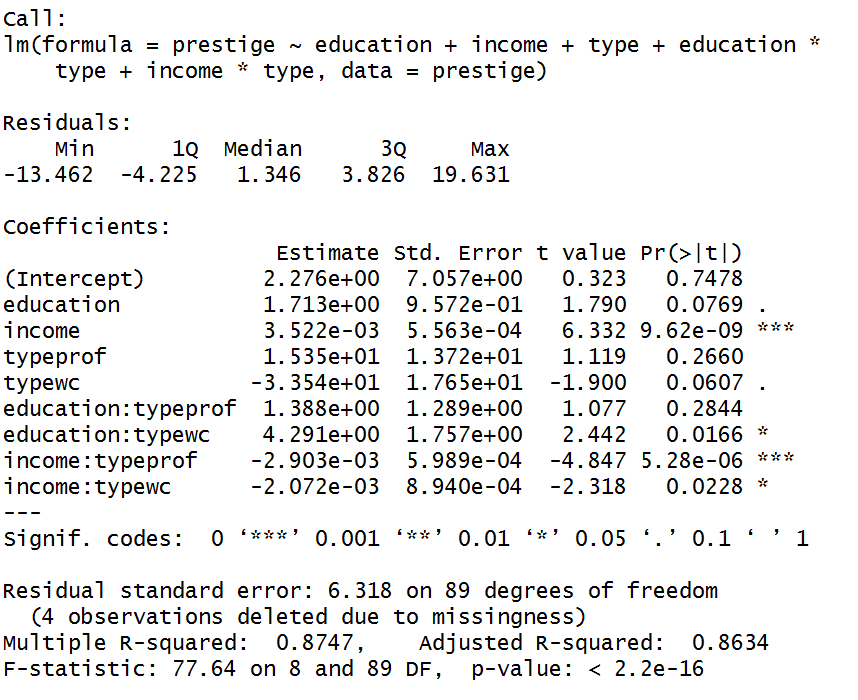 Call:
lm(formula = prestige ~ education + income + type + education *
    type + income * type, data = prestige)

Residuals:
    Min      1Q  Median      3Q     Max
-13.462  -4.225   1.346   3.826  19.631

Coefficients:
                     Estimate Std. Error t value Pr(>|t|)
(Intercept)         2.276e+00  7.057e+00   0.323   0.7478
education           1.713e+00  9.572e-01   1.790   0.0769 .
income              3.522e-03  5.563e-04   6.332 9.62e-09 ***
typeprof            1.535e+01  1.372e+01   1.119   0.2660
typewc             -3.354e+01  1.765e+01  -1.900   0.0607 .
education:typeprof  1.388e+00  1.289e+00   1.077   0.2844
education:typewc    4.291e+00  1.757e+00   2.442   0.0166 *
income:typeprof    -2.903e-03  5.989e-04  -4.847 5.28e-06 ***
income:typewc      -2.072e-03  8.940e-04  -2.318   0.0228 *
---
Signif. codes:  0 ‘***’ 0.001 ‘**’ 0.01 ‘*’ 0.05 ‘.’ 0.1 ‘ ’ 1

Residual standard error: 6.318 on 89 degrees of freedom
  (4 observations deleted due to missingness)
Multiple R-squared:  0.8747,    Adjusted R-squared:  0.8634
F-statistic: 77.64 on 8 and 89 DF,  p-value: < 2.2e-16